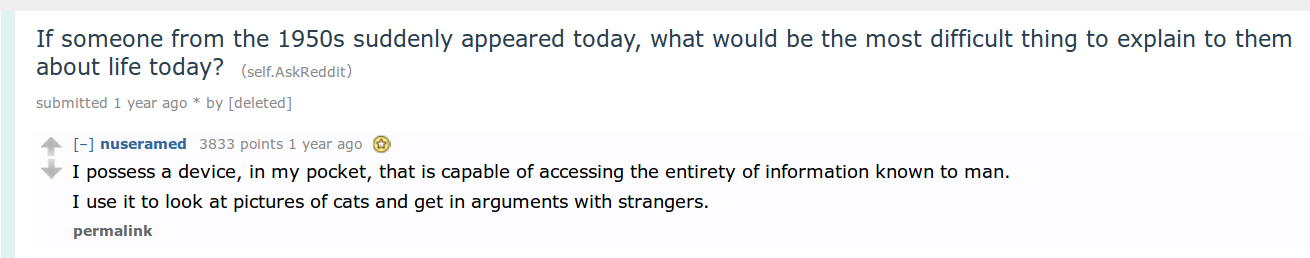 If someone from the 1950s suddenly appeared today, what would be the most difficult thing to explain to them
about life today? (self.AskReddit)
submitted 1 year ago * by [deleted]
[–] nuseramed 3833 points 1 year ago
I possess a device, in my pocket, that is capable of accessing the entirety of information known to man.
I use it to look at pictures of cats and get in arguments with strangers.
permalink